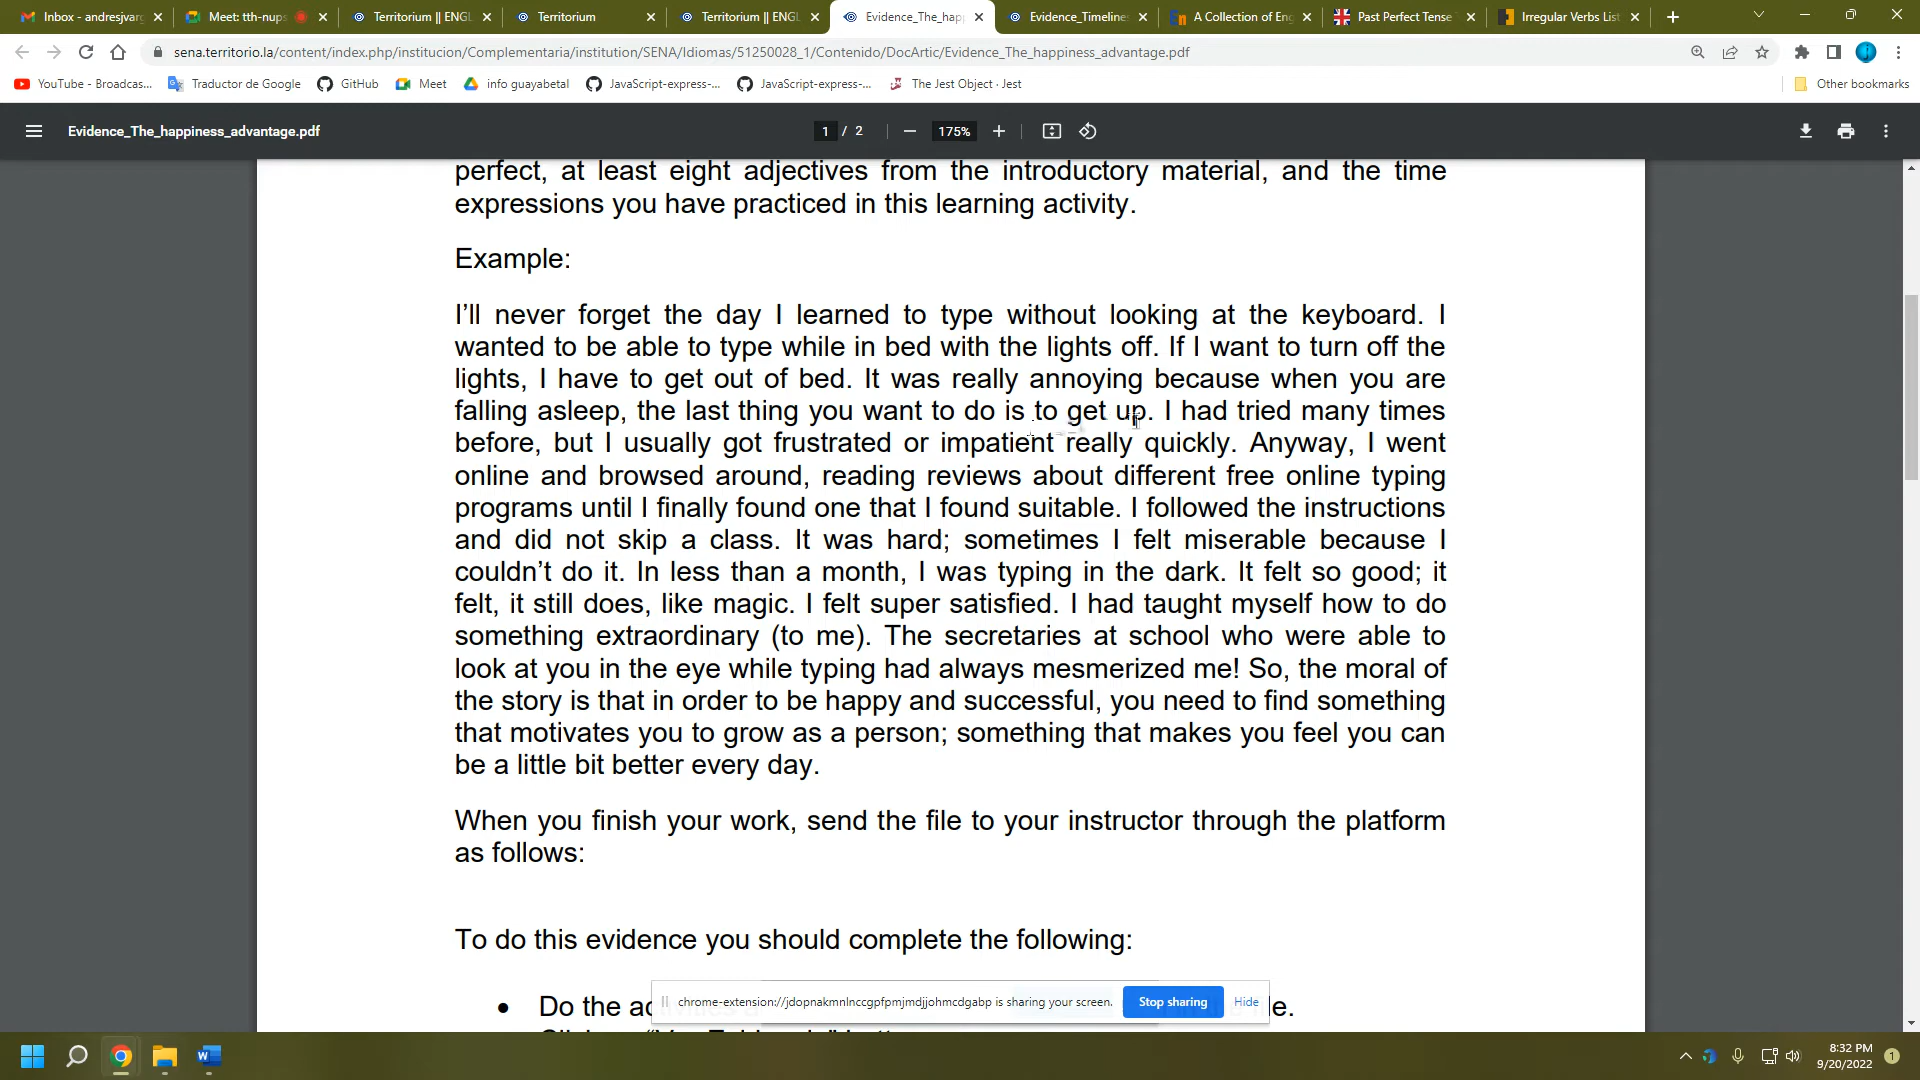 Inbox - andresjvarg
Meet: tth-nups
Territorium || ENGL
Territorium
Territorium || ENGL
Evidence_The_happ
Evidence_Timeline
A Collection of Eng
Past Perfect Tense
Irregular Verbs List
sena.territorio.la/content/index.php/institucion/Complementaria/institution/SENA/Idiomas/51250028_1/Contenido/DocArtic/Evidence_The_happiness_advantage.pdf
YouTube - Broadcas...
Traductor de Google
GitHub
Meet
info guayabetal
JavaScript-express-...
JavaScript-express-...
The Jest Object · Jest
Other bookmarks
Evidence_The_happiness_advantage.pdf
1 / 2
175%
perfect, at least eight adjectives from the introductory material, and the time
expressions you have practiced in this learning activity.
Example:
I’ll never forget the day I learned to type without looking at the keyboard. I
wanted to be able to type while in bed with the lights off. If I want to turn off the
lights, I have to get out of bed. It was really annoying because when you are
falling asleep, the last thing you want to do is to get up. I had tried many times
before, but I usually got frustrated or impatient really quickly. Anyway, I went
online and browsed around, reading reviews about different free online typing
programs until I finally found one that I found suitable. I followed the instructions
and did not skip a class. It was hard; sometimes I felt miserable because I
couldn’t do it. In less than a month, I was typing in the dark. It felt so good; it
felt, it still does, like magic. I felt super satisfied. I had taught myself how to do
something extraordinary (to me). The secretaries at school who were able to
look at you in the eye while typing had always mesmerized me! So, the moral of
the story is that in order to be happy and successful, you need to find something
that motivates you to grow as a person; something that makes you feel you can
be a little bit better every day.
When you finish your work, send the file to your instructor through the platform
as follows:
To do this evidence you should complete the following:
• Do the ac
le.
chrome-extension://jdopnakmnlnccgpfpmjmdjjohmcdgabp is sharing your screen.
Stop sharing
Hide
8:32 PM
9/20/2022
1